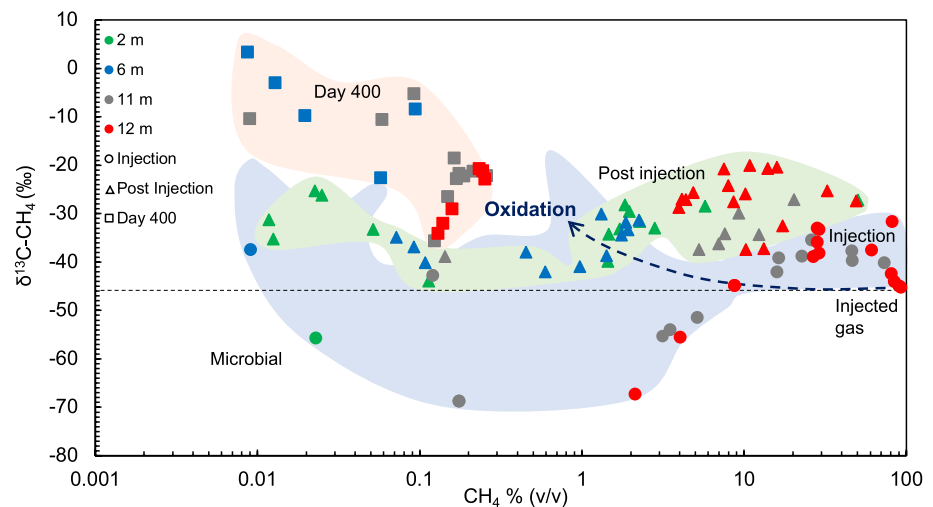 10
0
-10
-20
-30
-40
-50
-60
-70
-80
δ¹³C-CH₄ (‰)
2 m
6 m
11 m
12 m
Injection
Post Injection
Day 400
Day 400
Post injection
Oxidation
Injection
Injected
gas
Microbial
0.001
0.01
0.1
1
10
100
CH₄ % (v/v)